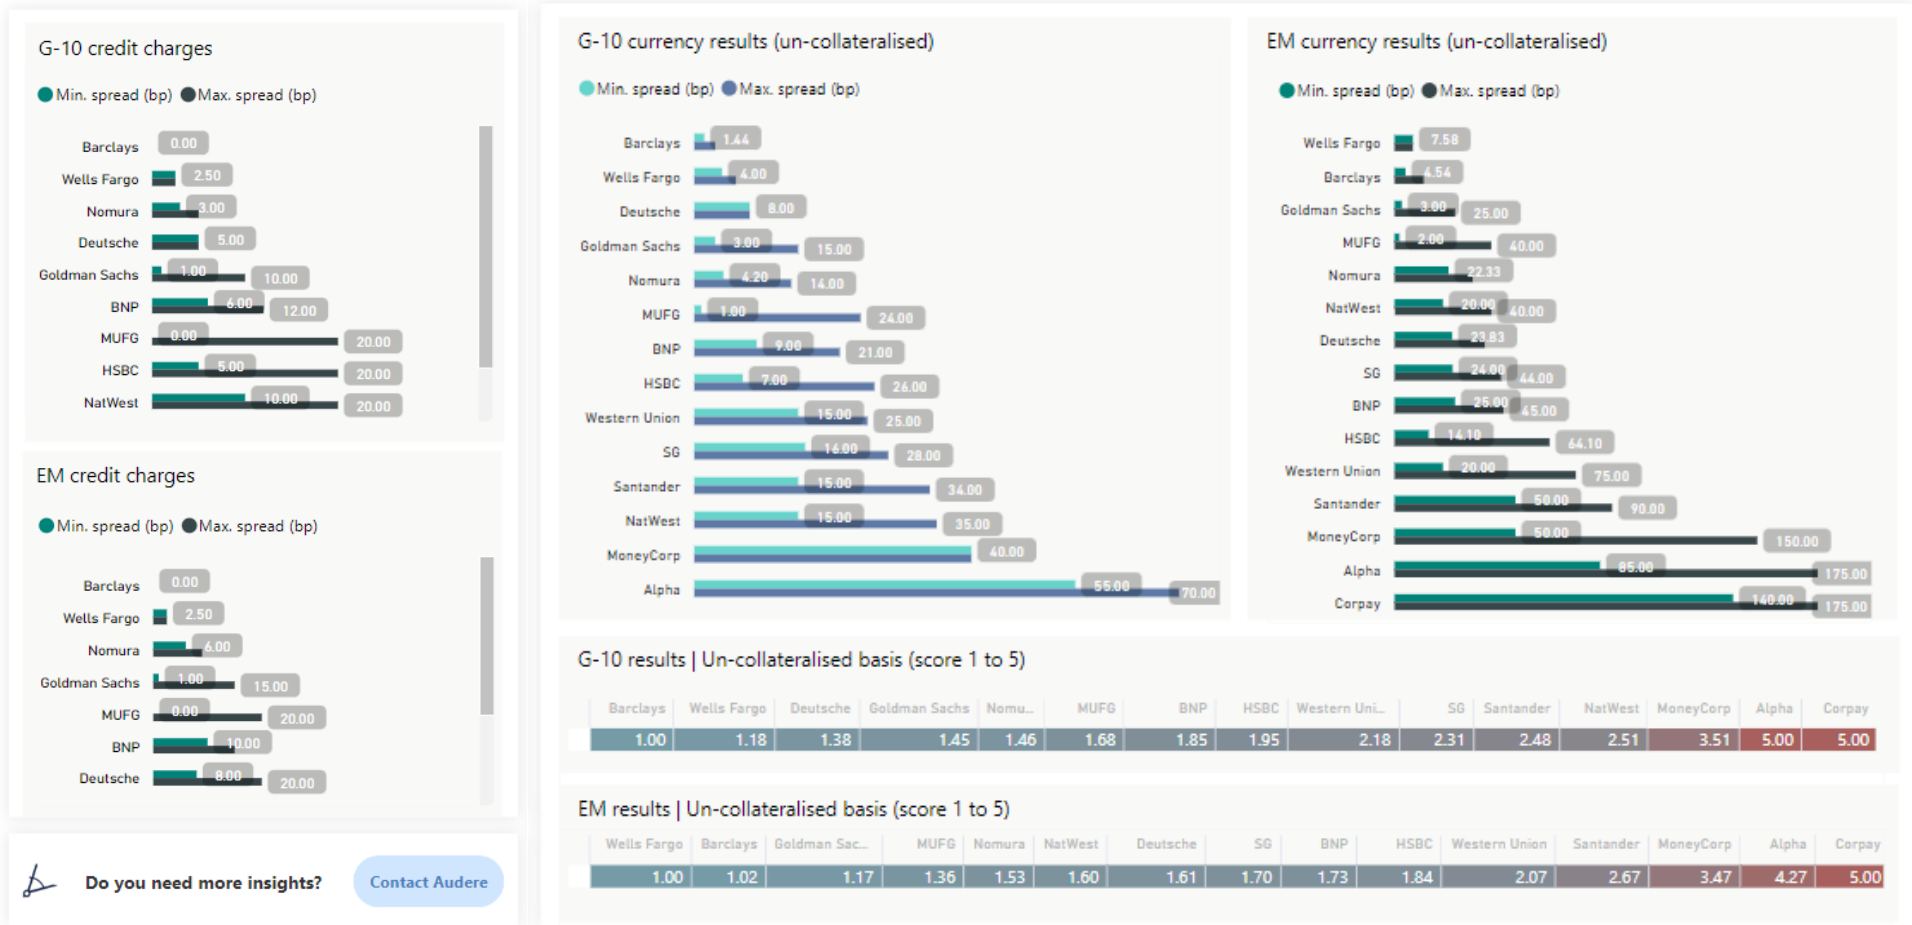 G-10 credit charges
Min. spread (bp) Max. spread (bp)
Barclays 0.00
Wells Fargo 2.50
Nomura 3.00
Deutsche 5.00
Goldman Sachs 1.00 10.00
BNP 6.00 12.00
MUFG 0.00 20.00
HSBC 5.00 20.00
NatWest 10.00 20.00
EM credit charges
Min. spread (bp) Max. spread (bp)
Barclays 0.00
Wells Fargo 2.50
Nomura 6.00
Goldman Sachs 1.00 15.00
MUFG 0.00 20.00
BNP 10.00
Deutsche 8.00 20.00
Do you need more insights? Contact Audere
G-10 currency results (un-collateralised)
Min. spread (bp) Max. spread (bp)
Barclays 1.44
Wells Fargo 4.00
Deutsche 8.00
Goldman Sachs 3.00 15.00
Nomura 4.20 14.00
MUFG 1.00 24.00
BNP 9.00 21.00
HSBC 7.00 26.00
Western Union 15.00 25.00
SG 16.00 28.00
Santander 15.00 34.00
NatWest 15.00 35.00
MoneyCorp 40.00
Alpha 55.00 70.00
EM currency results (un-collateralised)
Min. spread (bp) Max. spread (bp)
Wells Fargo 7.58
Barclays 4.54
Goldman Sachs 3.00 25.00
MUFG 2.00 40.00
Nomura 22.33
NatWest 20.00 40.00
Deutsche 23.83
SG 24.00 44.00
BNP 25.00 45.00
HSBC 14.10 64.10
Western Union 20.00 75.00
Santander 50.00 90.00
MoneyCorp 50.00 150.00
Alpha 85.00 175.00
Corpay 140.00 175.00
G-10 results | Un-collateralised basis (score 1 to 5)
Barclays Wells Fargo Deutsche Goldman Sachs Nomu... MUFG BNP HSBC Western Uni... SG Santander NatWest MoneyCorp Alpha Corpay
1.00 1.18 1.38 1.45 1.46 1.68 1.85 1.95 2.18 2.31 2.48 2.51 3.51 5.00 5.00
EM results | Un-collateralised basis (score 1 to 5)
Wells Fargo Barclays Goldman Sac... MUFG Nomura NatWest Deutsche SG BNP HSBC Western Union Santander MoneyCorp Alpha Corpay
1.00 1.02 1.17 1.36 1.53 1.60 1.61 1.70 1.73 1.84 2.07 2.67 3.47 4.27 5.00